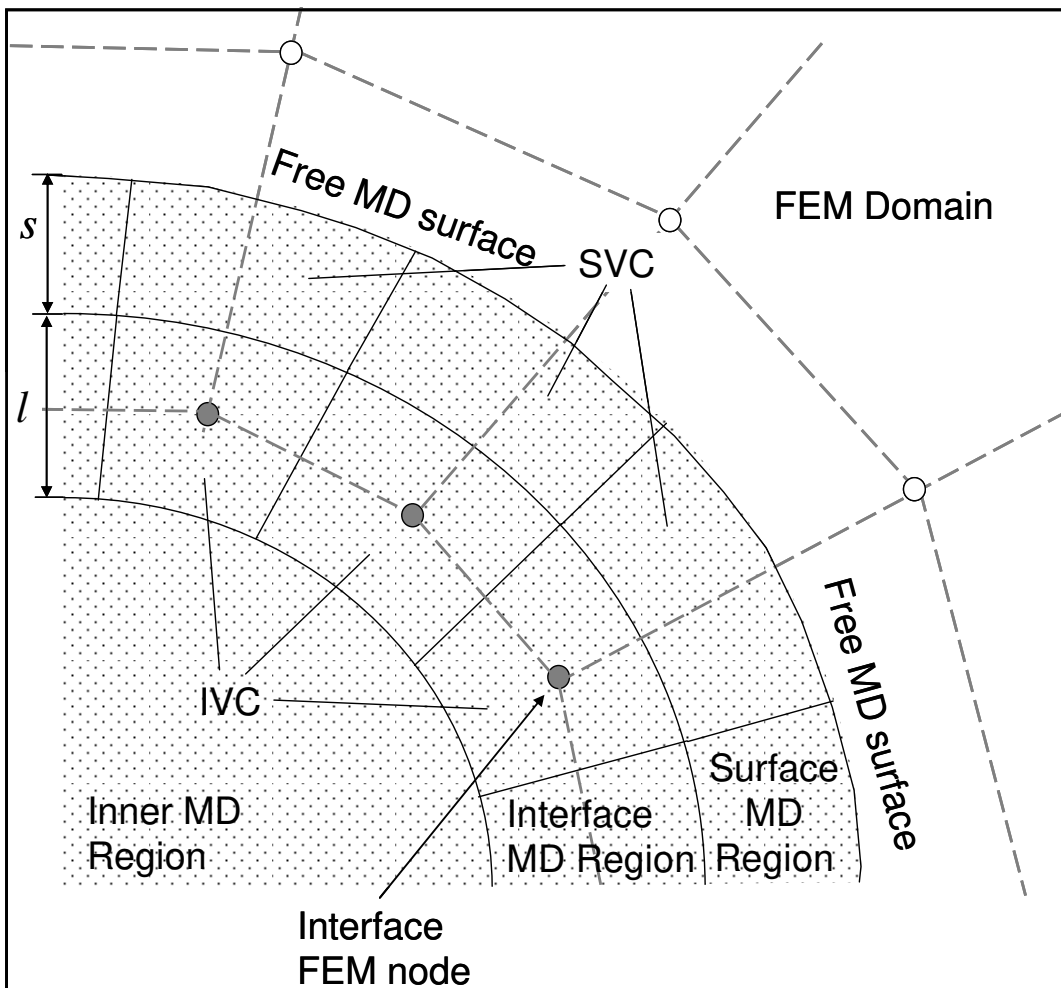 Free MD surface
FEM Domain
s
SVC
l
Free MD surface
IVC
Surface
MD
Region
Inner MD
Region
Interface
MD Region
Interface
FEM node